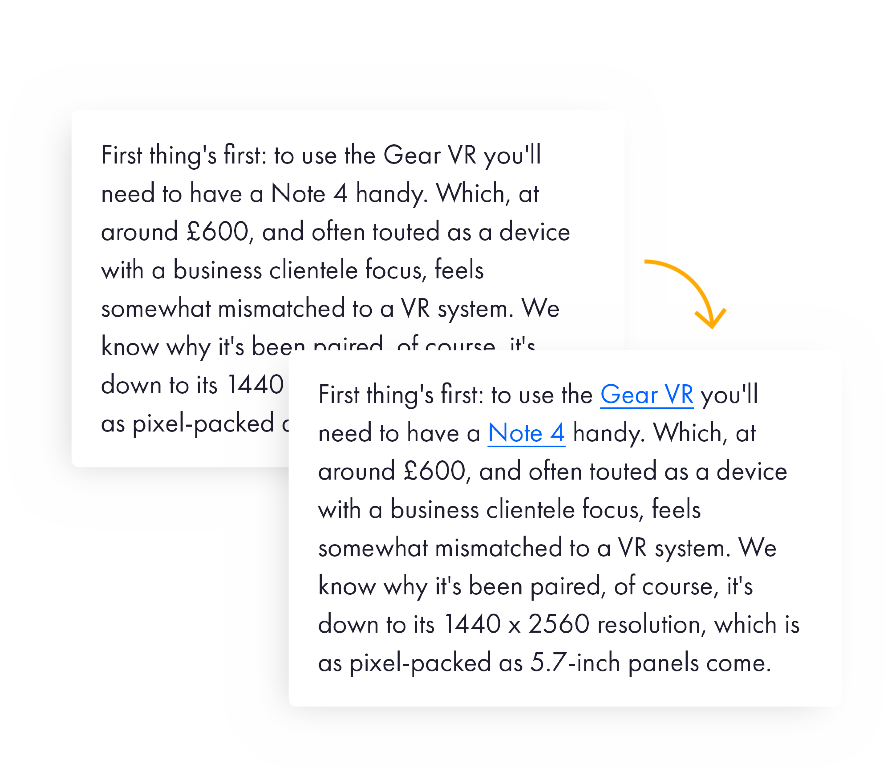 First thing's first: to use the Gear VR you'll
need to have a Note 4 handy. Which, at
around £600, and often touted as a device
with a business clientele focus, feels
somewhat mismatched to a VR system. We
know why it's been paired, of course, it's
down to its 1440
as pixel-packed
First thing's first: to use the Gear VR you'll
need to have a Note 4 handy. Which, at
around £600, and often touted as a device
with a business clientele focus, feels
somewhat mismatched to a VR system. We
know why it's been paired, of course, it's
down to its 1440 x 2560 resolution, which is
as pixel-packed as 5.7-inch panels come.